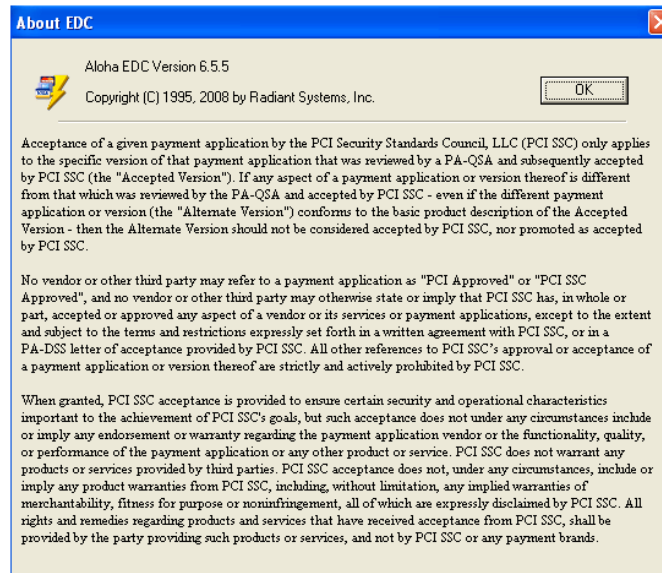 About EDC
Aloha EDC Version 6.5.5
OK
Copyright (C) 1995, 2008 by Radiant Systems, Inc.
Acceptance of a given payment application by the PCI Security Standards Council, LLC (PCI SSC) only applies
to the specific version of that payment application that was reviewed by a PA-QSA and subsequently accepted
by PCI SSC (the "Accepted Version"). If any aspect of a payment application or version thereof is different
from that which was reviewed by the PA-QSA and accepted by PCI SSC - even if the different payment
application or version (the "Alternate Version") conforms to the basic product description of the Accepted
Version - then the Alternate Version should not be considered accepted by PCI SSC, nor promoted as accepted
by PCI SSC.
No vendor or other third party may refer to a payment application as "PCI Approved" or "PCI SSC
Approved", and no vendor or other third party may otherwise state or imply that PCI SSC has, in whole or
part, accepted or approved any aspect of a vendor or its services or payment applications, except to the extent
and subject to the terms and restrictions expressly set forth in a written agreement with PCI SSC, or in a
PA-DSS letter of acceptance provided by PCI SSC. All other references to PCI SSC's approval or acceptance of
a payment application or version thereof are strictly and actively prohibited by PCI SSC.
When granted, PCI SSC acceptance is provided to ensure certain security and operational characteristics
important to the achievement of PCI SSC's goals, but such acceptance does not under any circumstances include
or imply any endorsement or warranty regarding the payment application vendor or the functionality, quality,
or performance of the payment application or any other product or service. PCI SSC does not warrant any
products or services provided by third parties. PCI SSC acceptance does not, under any circumstances, include or
imply any product warranties from PCI SSC, including, without limitation, any implied warranties of
merchantability, fitness for purpose or noninfringement, all of which are expressly disclaimed by PCI SSC. All
rights and remedies regarding products and services that have received acceptance from PCI SSC, shall be
provided by the party providing such products or services, and not by PCI SSC or any payment brands.